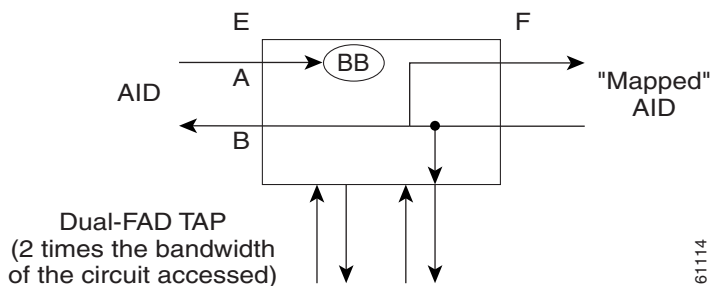 E
F
A
BB
AID
"Mapped"
AID
B
Dual-FAD TAP
(2 times the bandwidth
of the circuit accessed)
61114